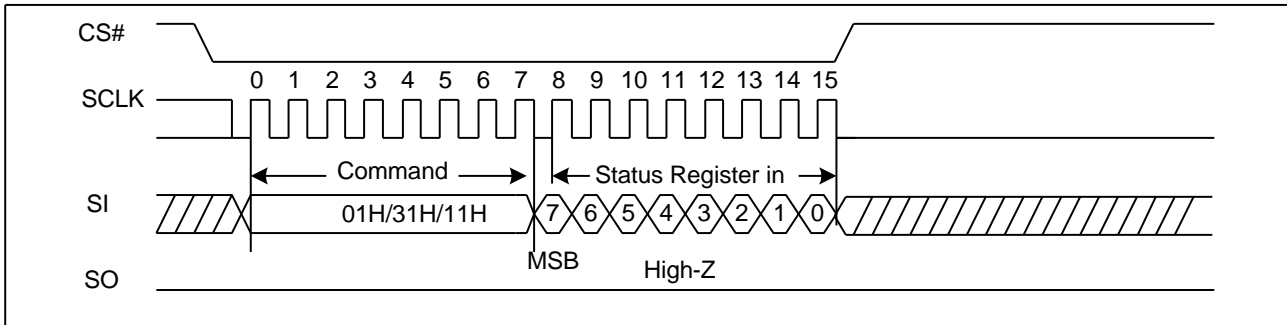 CS#
0 1 2 3 4 5 6 7 8 9 10 11 12 13 14 15
SCLK
Command Status Register in
SI 01H/31H/11H 7 6 5 4 3 2 1 0
MSB High-Z
SO